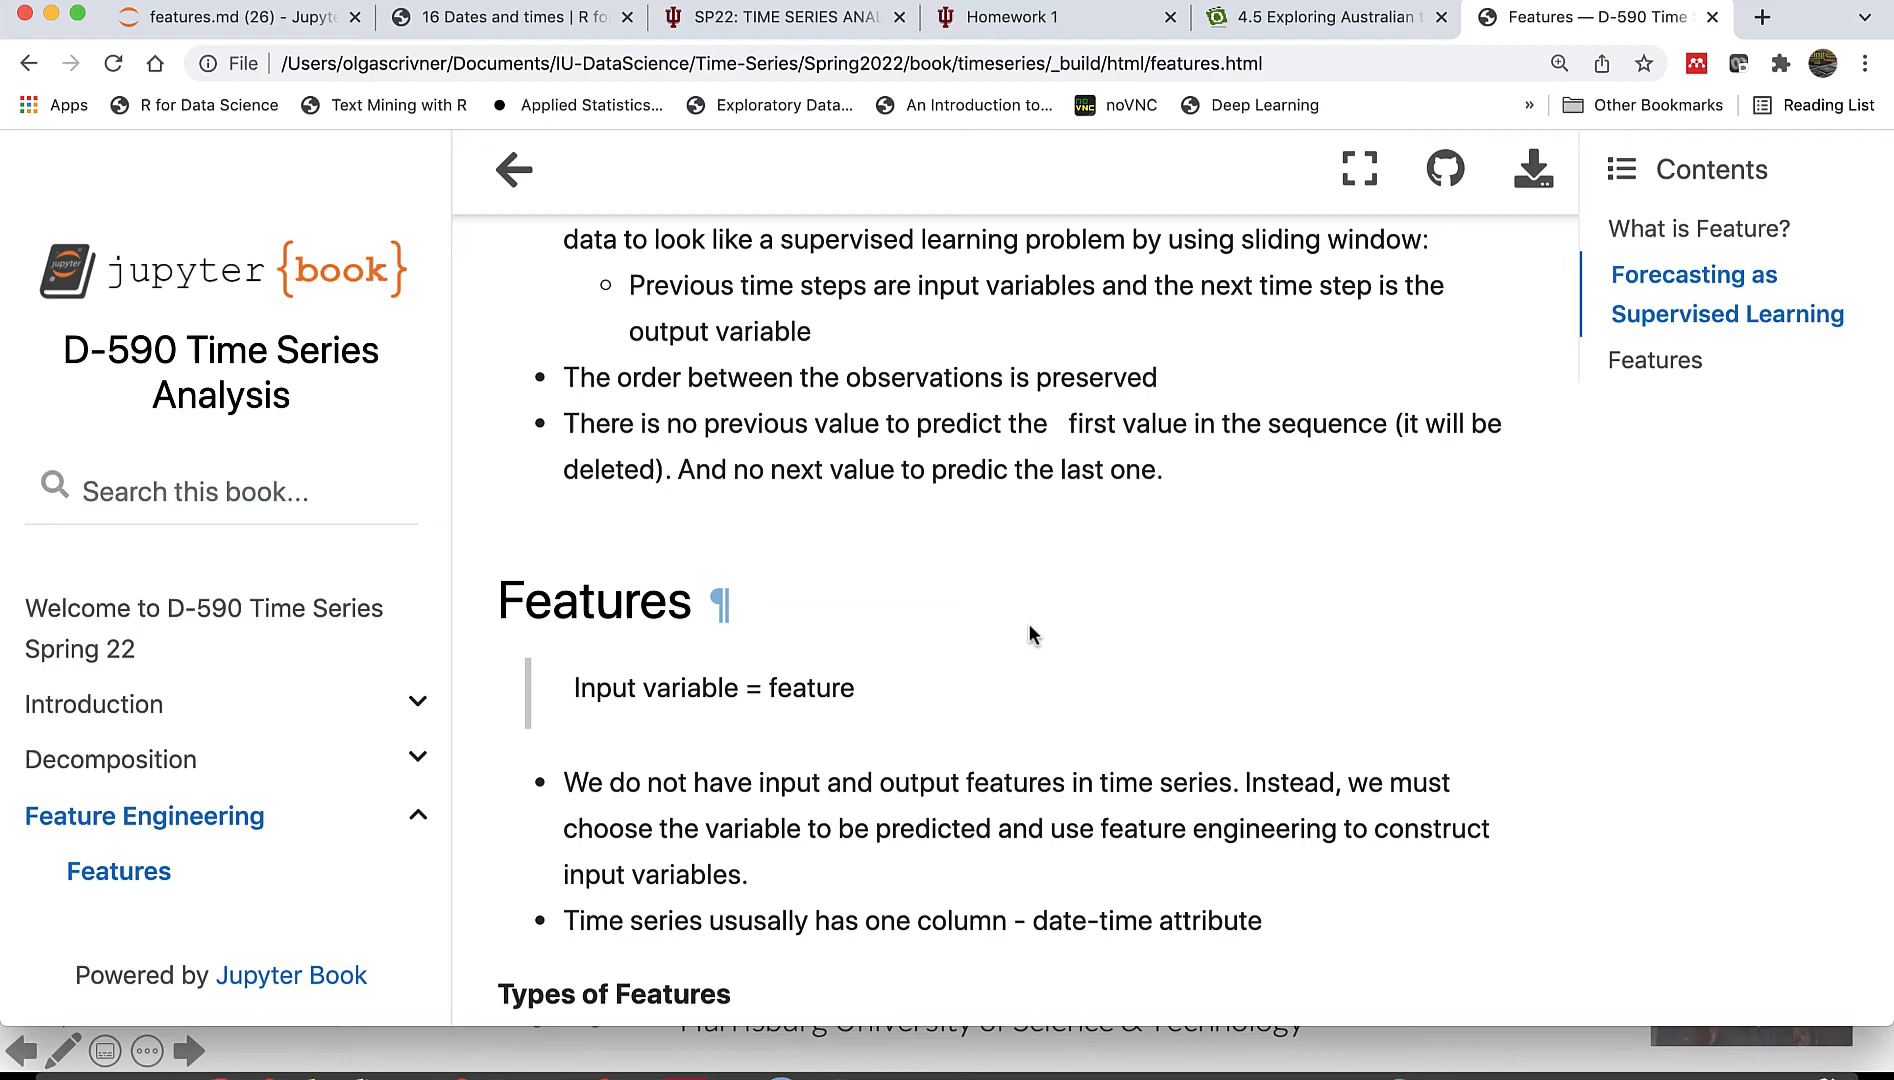 features.md (26) - Jupyte
16 Dates and times | R fo
SP22: TIME SERIES ANAL
Homework 1
4.5 Exploring Australian t
Features — D-590 Time S
File
/Users/olgascrivner/Documents/IU-DataScience/Time-Series/Spring2022/book/timeseries/_build/html/features.html
Apps
R for Data Science
Text Mining with R
Applied Statistics...
Exploratory Data...
An Introduction to...
noVNC
Deep Learning
»
Other Bookmarks
Reading List
jupyter {book}
D-590 Time Series
Analysis
Search this book...
Welcome to D-590 Time Series
Spring 22
Introduction
Decomposition
Feature Engineering
Features
Powered by Jupyter Book
data to look like a supervised learning problem by using sliding window:
Previous time steps are input variables and the next time step is the
output variable
The order between the observations is preserved
There is no previous value to predict the first value in the sequence (it will be
deleted). And no next value to predic the last one.
Features ¶
Input variable = feature
We do not have input and output features in time series. Instead, we must
choose the variable to be predicted and use feature engineering to construct
input variables.
Time series ususally has one column - date-time attribute
Types of Features
Contents
What is Feature?
Forecasting as
Supervised Learning
Features
Harrisburg University of Science & Technology